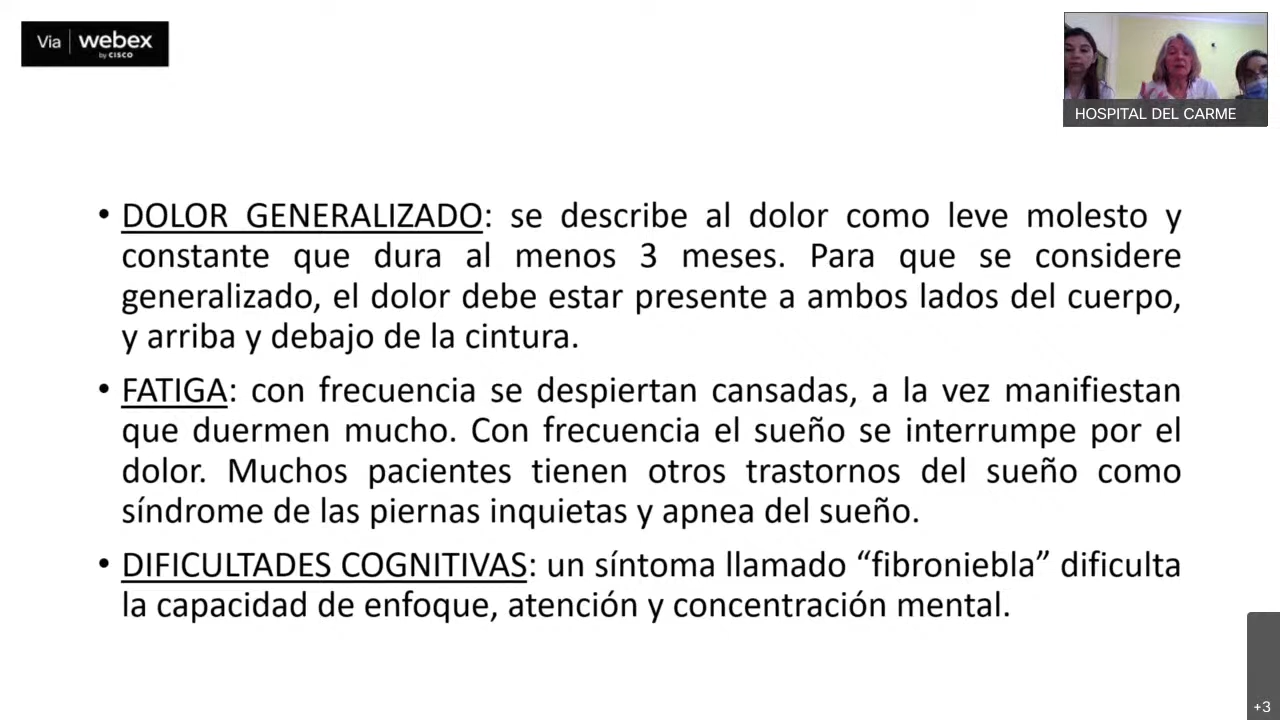 Via webex
by CISCO
HOSPITAL DEL CARME
• DOLOR GENERALIZADO: se describe al dolor como leve molesto y
constante que dura al menos 3 meses. Para que se considere
generalizado, el dolor debe estar presente a ambos lados del cuerpo,
y arriba y debajo de la cintura.
• FATIGA: con frecuencia se despiertan cansadas, a la vez manifiestan
que duermen mucho. Con frecuencia el sueño se interrumpe por el
dolor. Muchos pacientes tienen otros trastornos del sueño como
síndrome de las piernas inquietas y apnea del sueño.
• DIFICULTADES COGNITIVAS: un síntoma llamado “fibroniebla” dificulta
la capacidad de enfoque, atención y concentración mental.
+3